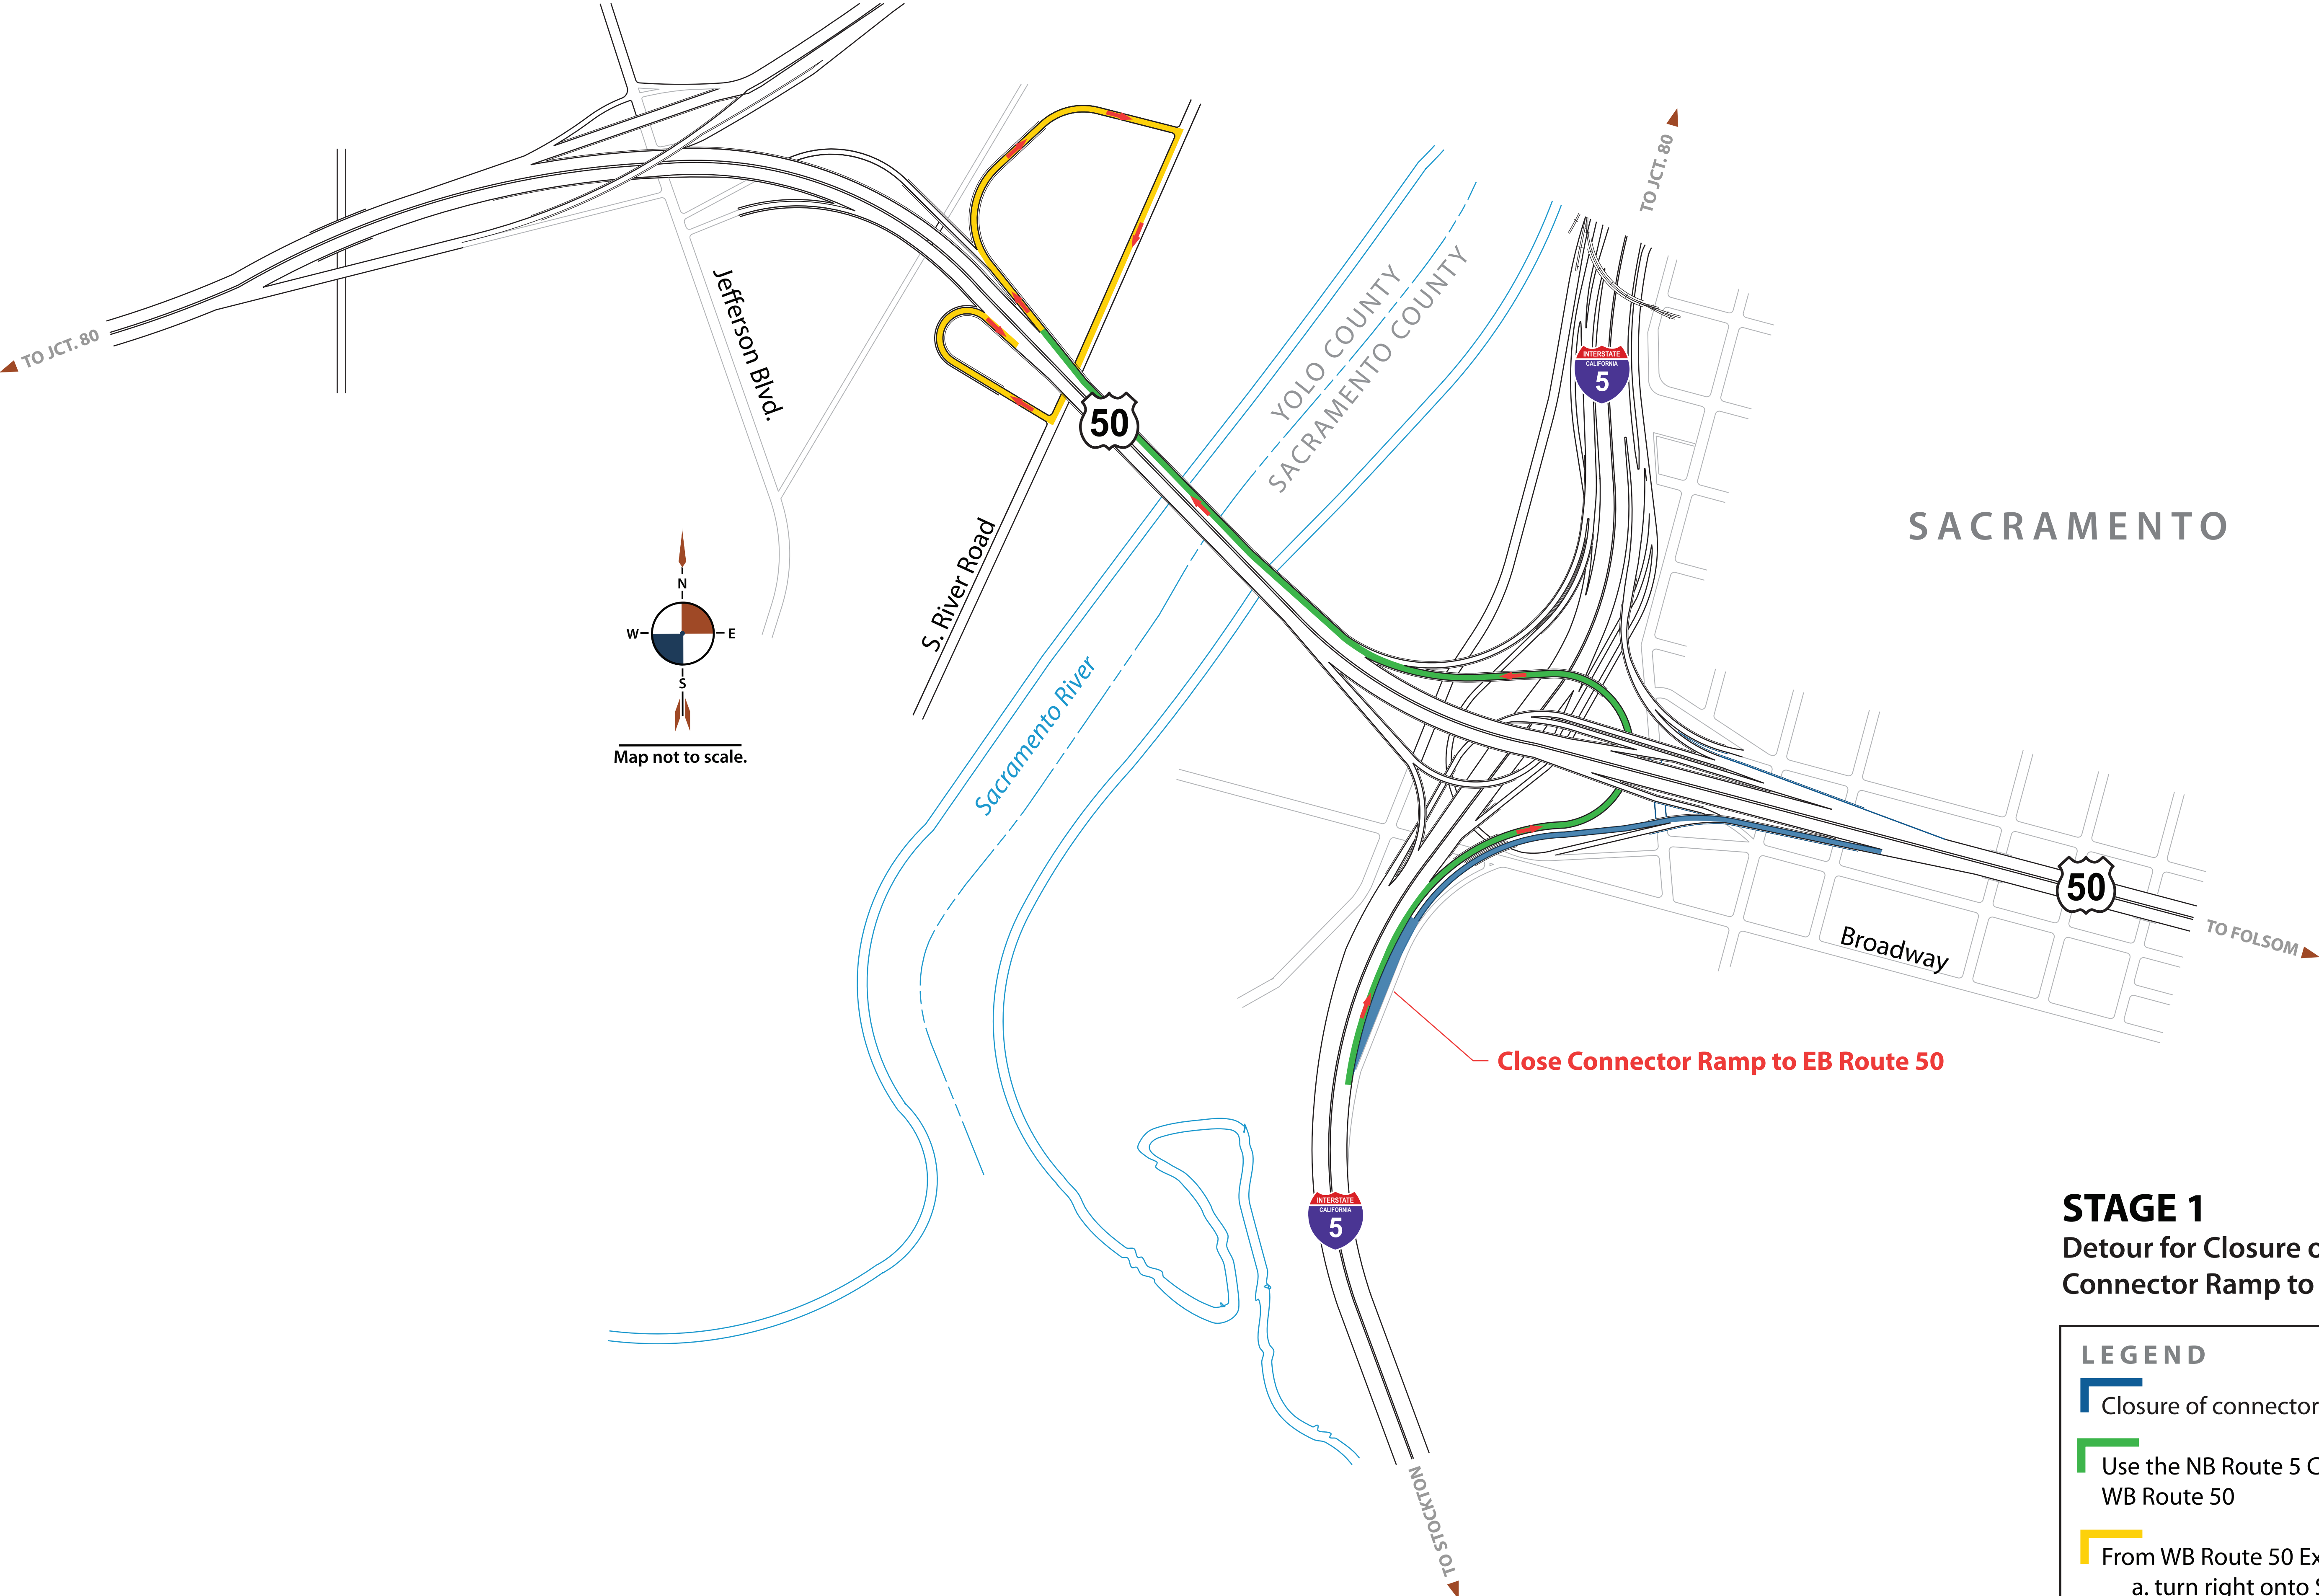 TO JCT. 80
TO JCT. 80
Jefferson Blvd.
YOLO COUNTY
SACRAMENTO COUNTY
INTERSTATE
CALIFORNIA
5
50
SACRAMENTO
S. River Road
N
W
E
S
Map not to scale.
Sacramento River
50
TO FOLSOM
Broadway
Close Connector Ramp to EB Route 50
INTERSTATE
CALIFORNIA
5
TO STOCKTON
STAGE 1
Detour for Closure
Connector Ramp to
LEGEND
Closure of connector
Use the NB Route 5
WB Route 50
From WB Route 50
a. turn right onto